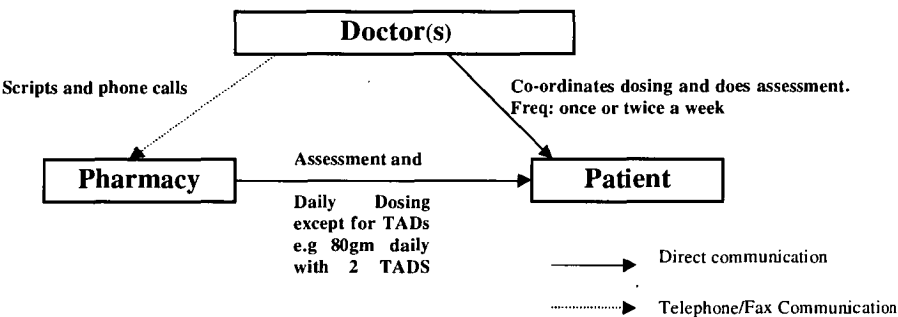 Doctor(s)
Scripts and phone calls
Co-ordinates dosing and does assessment.
Freq: once or twice a week
Pharmacy
Assessment and
Patient
Daily Dosing
except for TADs
e.g 80gm daily
with 2 TADS
Direct communication
Telephone/Fax Communication